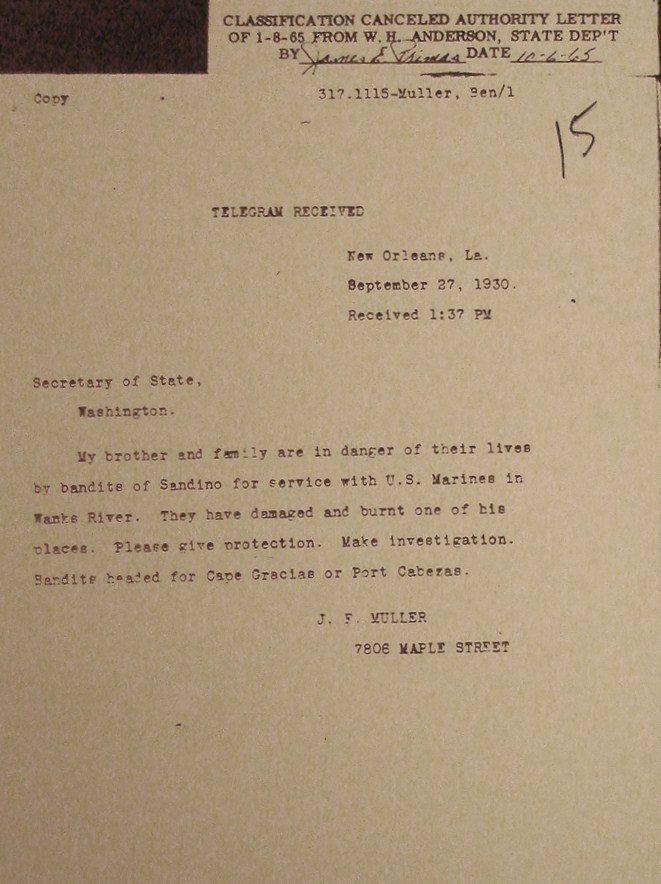 CLASSIFICATION CANCELED AUTHORITY LETTER
OF 1-8-65 FROM W. H. ANDERSON, STATE DEP'T
BY James E. DATE 10-6-65
Copy
317.1115-Muller, Ben/1
15
TELEGRAM RECEIVED
New Orleans, La.
September 27, 1930.
Received 1:37 PM
Secretary of State,
Washington.
My brother and family are in danger of their lives
by bandits of Sandino for service with U.S. Marines in
Wanks River. They have damaged and burnt one of his
places. Please give protection. Make investigation.
Bandits headed for Cape Gracias or Port Cabezas.
J. F. MULLER
7806 MAPLE STREET